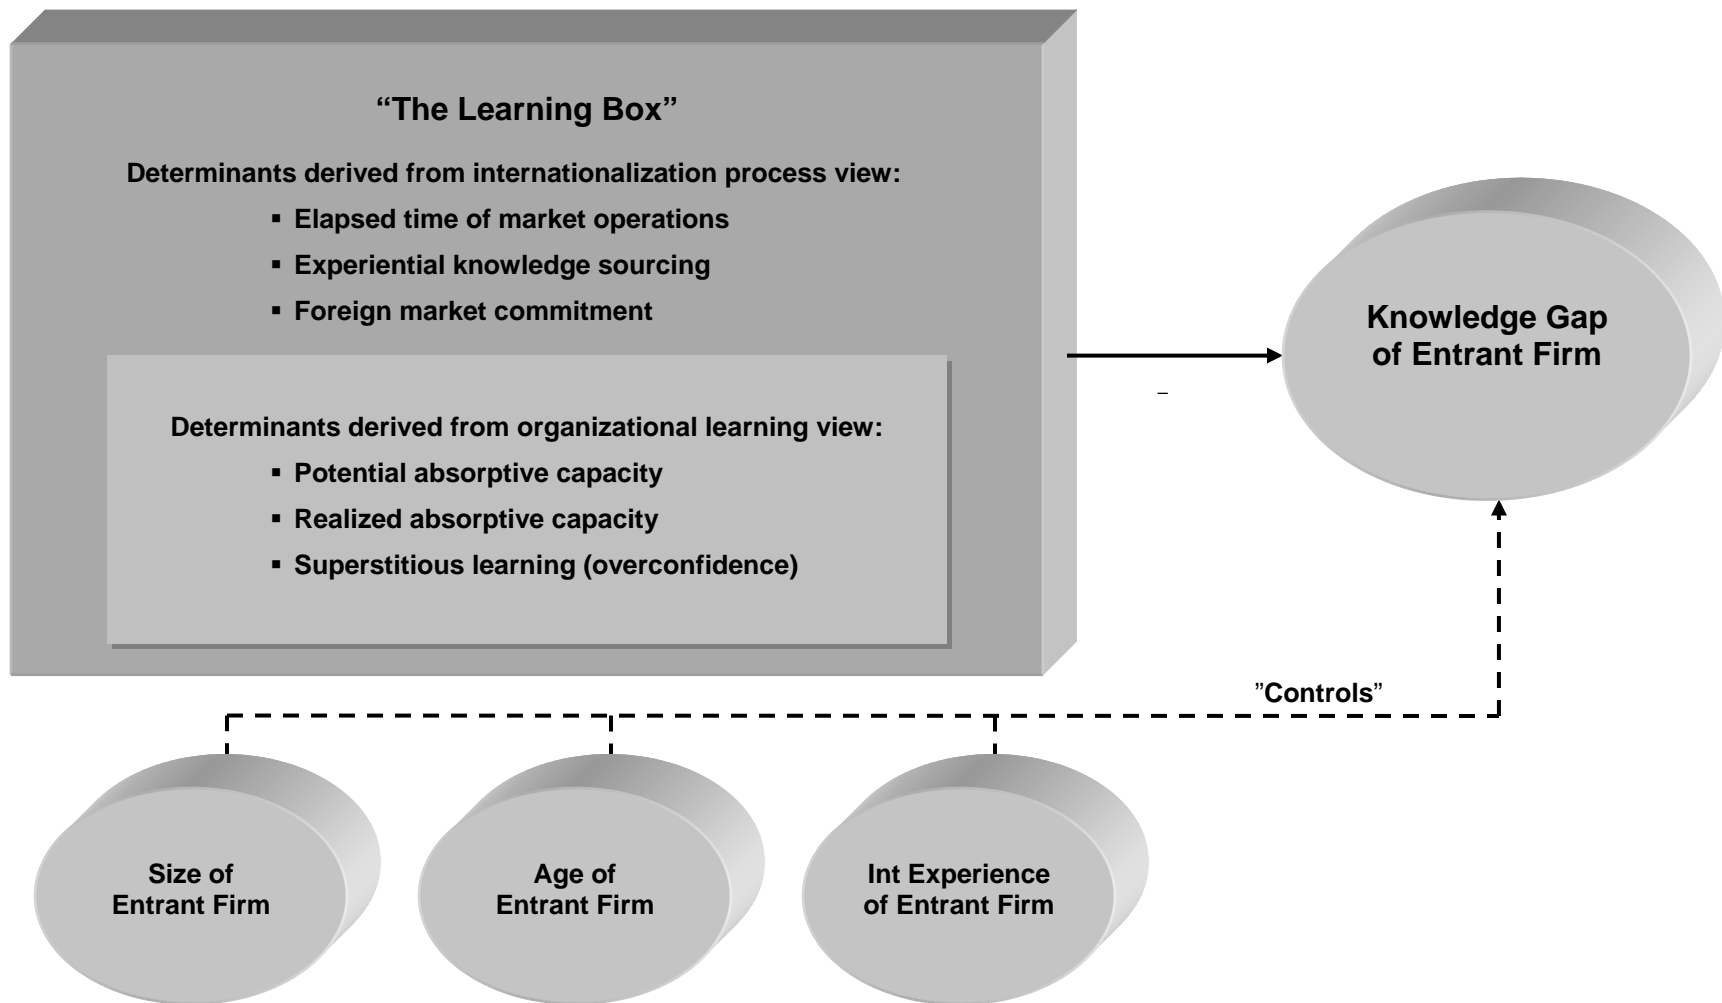 “The Learning Box”
Determinants derived from internationalization process view:
▪ Elapsed time of market operations
▪ Experiential knowledge sourcing
▪ Foreign market commitment
Determinants derived from organizational learning view:
▪ Potential absorptive capacity
▪ Realized absorptive capacity
▪ Superstitious learning (overconfidence)
Knowledge Gap
of Entrant Firm
–
”Controls”
Size of
Entrant Firm
Age of
Entrant Firm
Int Experience
of Entrant Firm